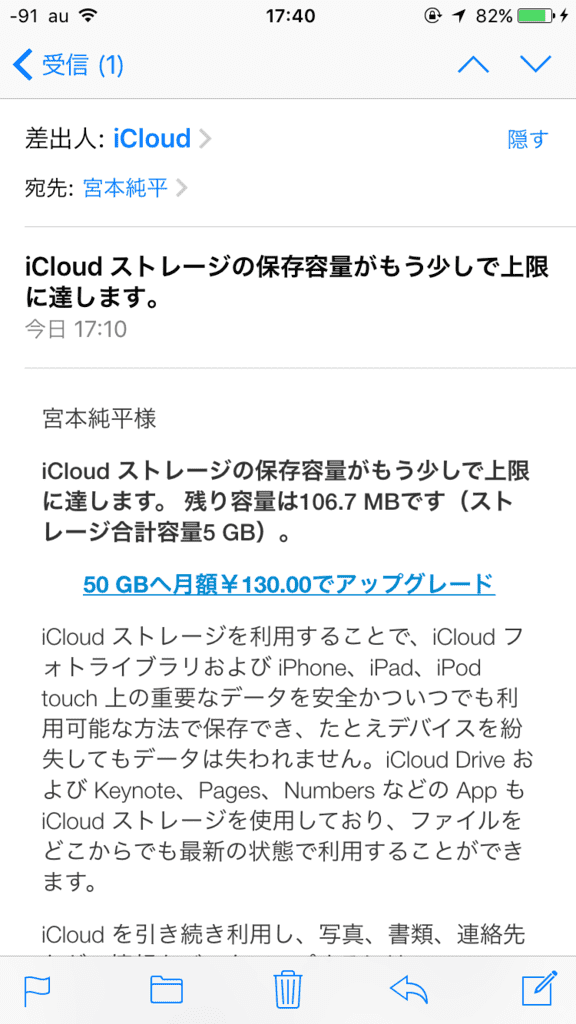 -91 au 17:40 82%
受信 (1)
差出人: iCloud 隠す
宛先: 宮本純平
iCloud ストレージの保存容量がもう少しで上限
に達します。
今日 17:10
宮本純平様
iCloud ストレージの保存容量がもう少しで上限
に達します。 残り容量は106.7 MBです（スト
レージ合計容量5 GB）。
50 GBへ月額￥130.00でアップグレード
iCloud ストレージを利用することで、iCloud フ
ォトライブラリおよび iPhone、iPad、iPod
touch 上の重要なデータを安全かついつでも利
用可能な方法で保存でき、たとえデバイスを紛
失してもデータは失われません。iCloud Drive お
よび Keynote、Pages、Numbers などの App も
iCloud ストレージを使用しており、ファイルを
どこからでも最新の状態で利用することができ
ます。
iCloud を引き続き利用し、写真、書類、連絡先